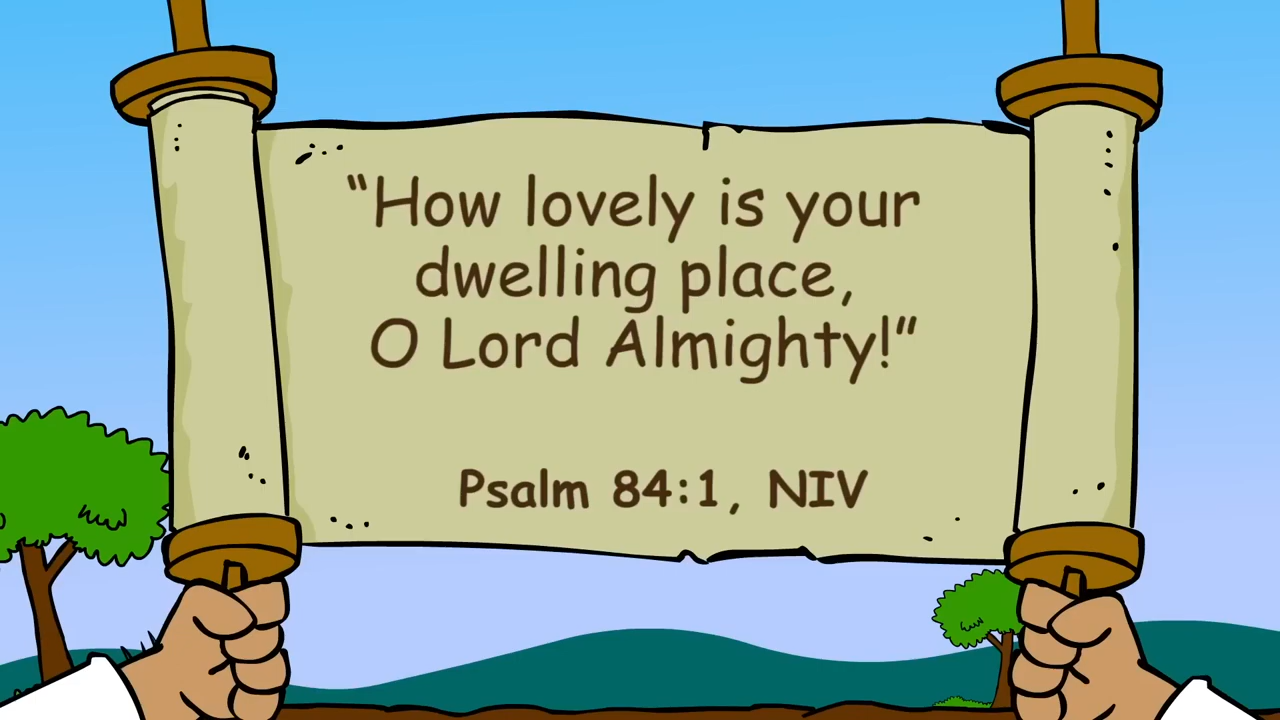 “How lovely is your
dwelling place,
O Lord Almighty!”
Psalm 84:1, NIV